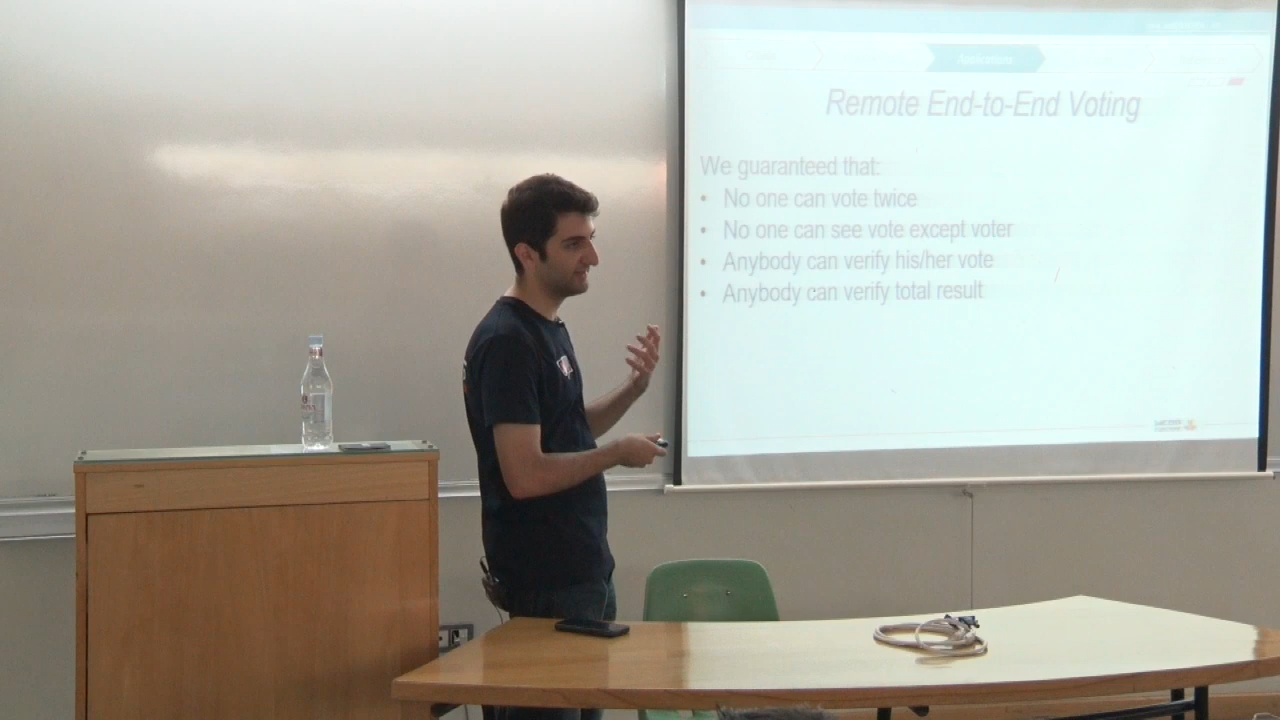 Applications
Remote End-to-End Voting
We guaranteed that:
• No one can vote twice
• No one can see vote except voter
• Anybody can verify his/her vote
• Anybody can verify total result